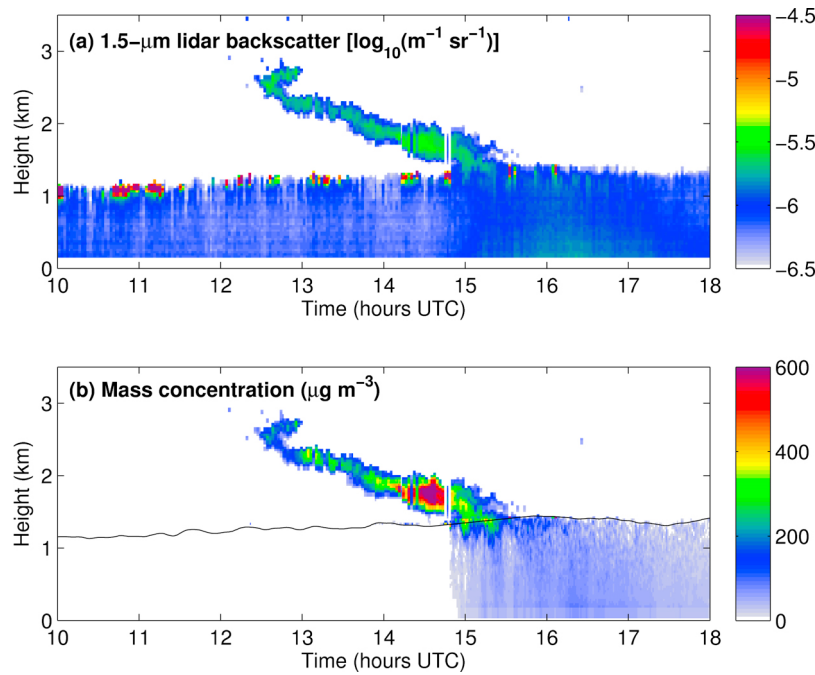 (a) 1.5−μm lidar backscatter [log10(m−1 sr−1)]
Height (km)
3
2
1
0
10 11 12 13 14 15 16 17 18
Time (hours UTC)
−4.5
−5
−5.5
−6
−6.5
(b) Mass concentration (μg m−3)
Height (km)
3
2
1
0
10 11 12 13 14 15 16 17 18
Time (hours UTC)
600
400
200
0